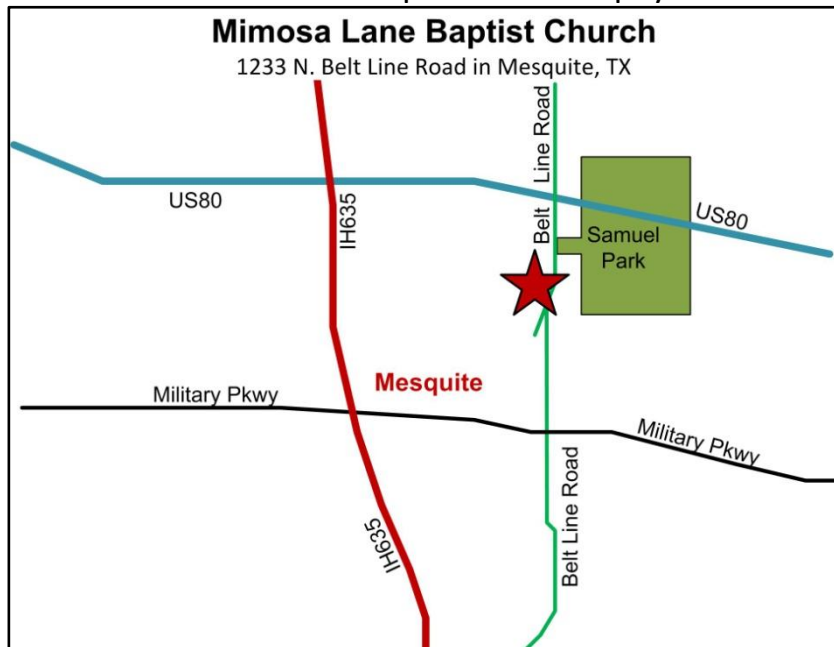 Mimosa Lane Baptist Church
1233 N. Belt Line Road in Mesquite, TX
Belt Line Road
US80
IH635
US80
Samuel
Park
Mesquite
Military Pkwy
Military Pkwy
Belt Line Road
IH635